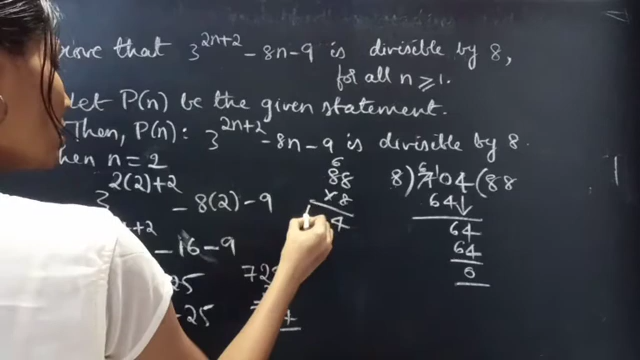 rove that 3^{2n+2} - 8n - 9 is divisible by 8,
for all n ⩾ 1.
Let P(n) be the given statement.
Then, P(n): 3^{2n+2} - 8n - 9 is divisible by 8.
hen n = 2
3^{2(2)+2} - 8(2) - 9
+2 - 16 - 9
25
- 25
72
6
88
× 8
4
8) 704 (88
64↓
64
64
0